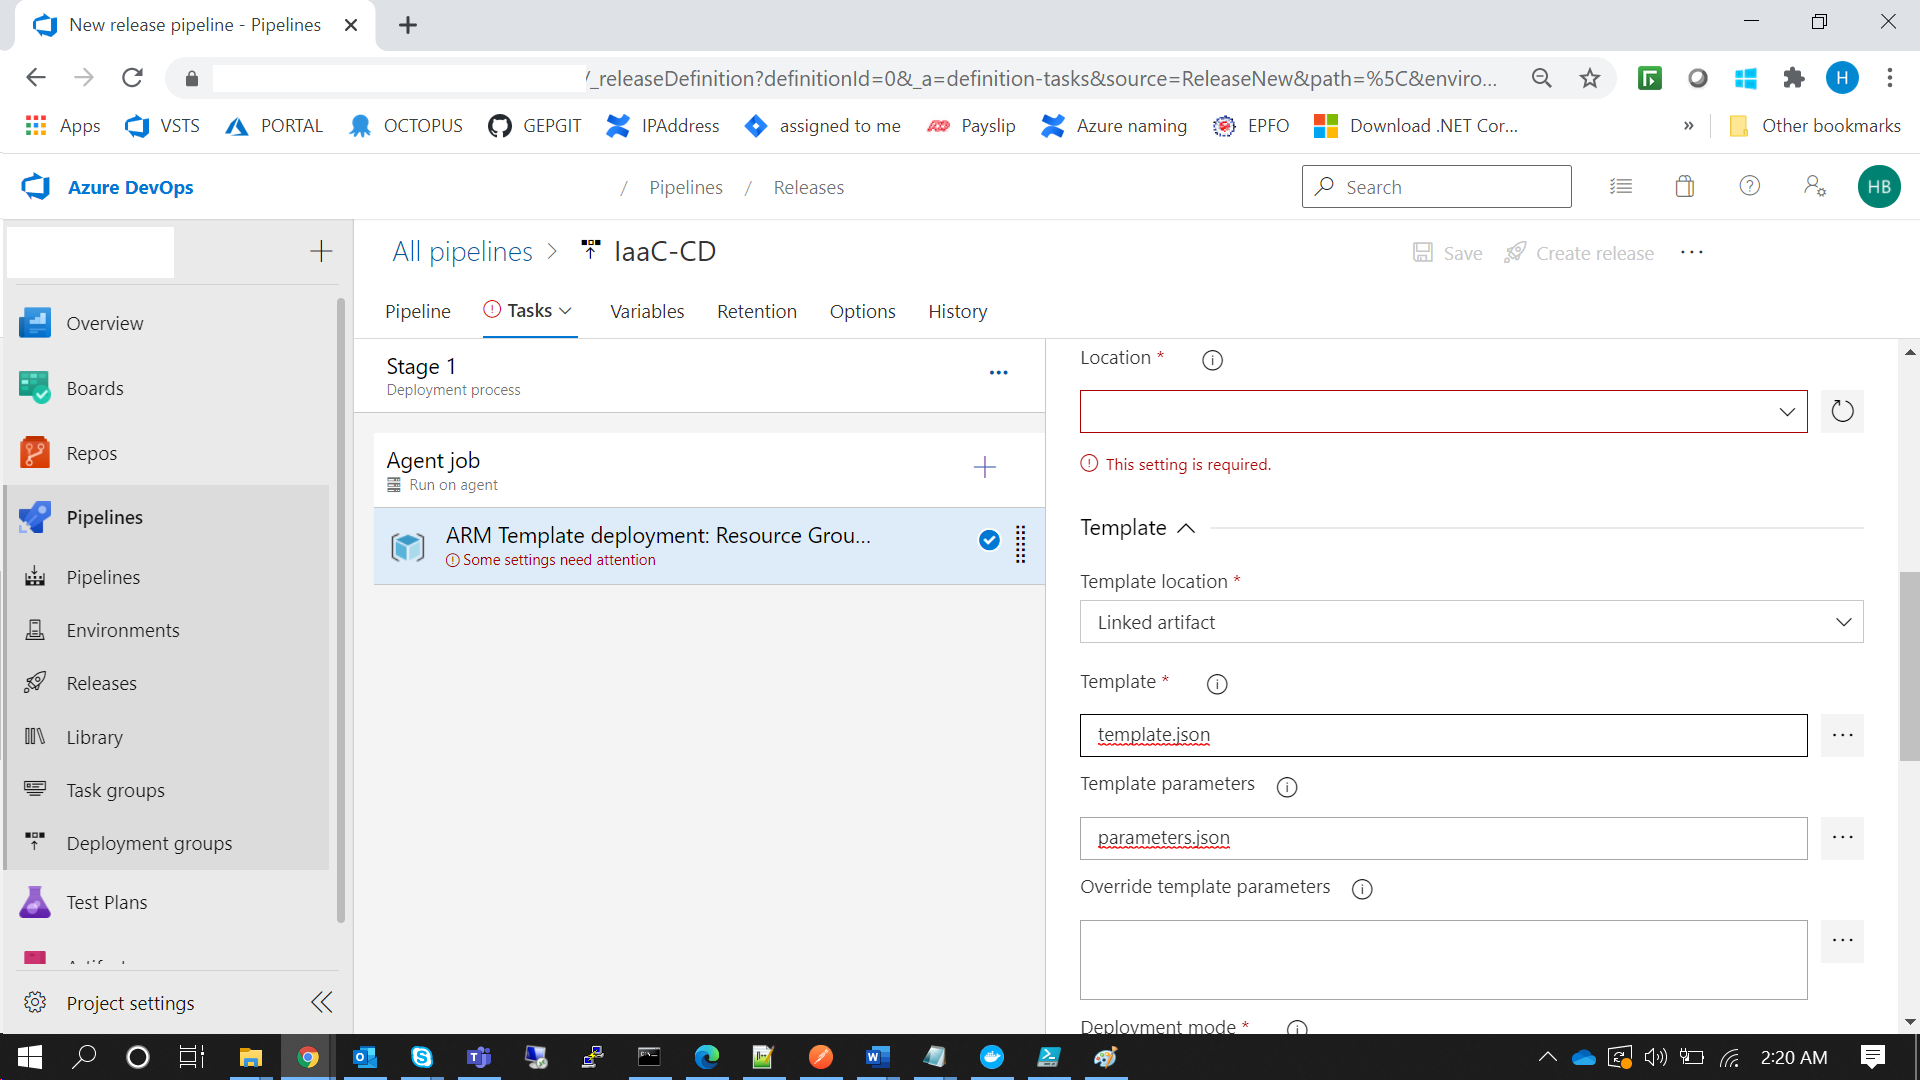 New release pipeline - Pipelines
/_releaseDefinition?definitionId=0&_a=definition-tasks&source=ReleaseNew&path=%5C&enviro...
H
Apps
VSTS
PORTAL
OCTOPUS
GEPGIT
IPAddress
assigned to me
Payslip
Azure naming
EPFO
Download .NET Cor...
»
Other bookmarks
Azure DevOps
/ Pipelines / Releases
Search
HB
All pipelines > IaaC-CD
Save
Create release
Pipeline
Tasks
Variables
Retention
Options
History
Overview
Boards
Repos
Pipelines
Pipelines
Environments
Releases
Library
Task groups
Deployment groups
Test Plans
Project settings
Stage 1
Deployment process
Agent job
Run on agent
ARM Template deployment: Resource Grou...
Some settings need attention
Location *
This setting is required.
Template
Template location *
Linked artifact
Template *
template.json
Template parameters
parameters.json
Override template parameters
Deployment mode *
2:20 AM